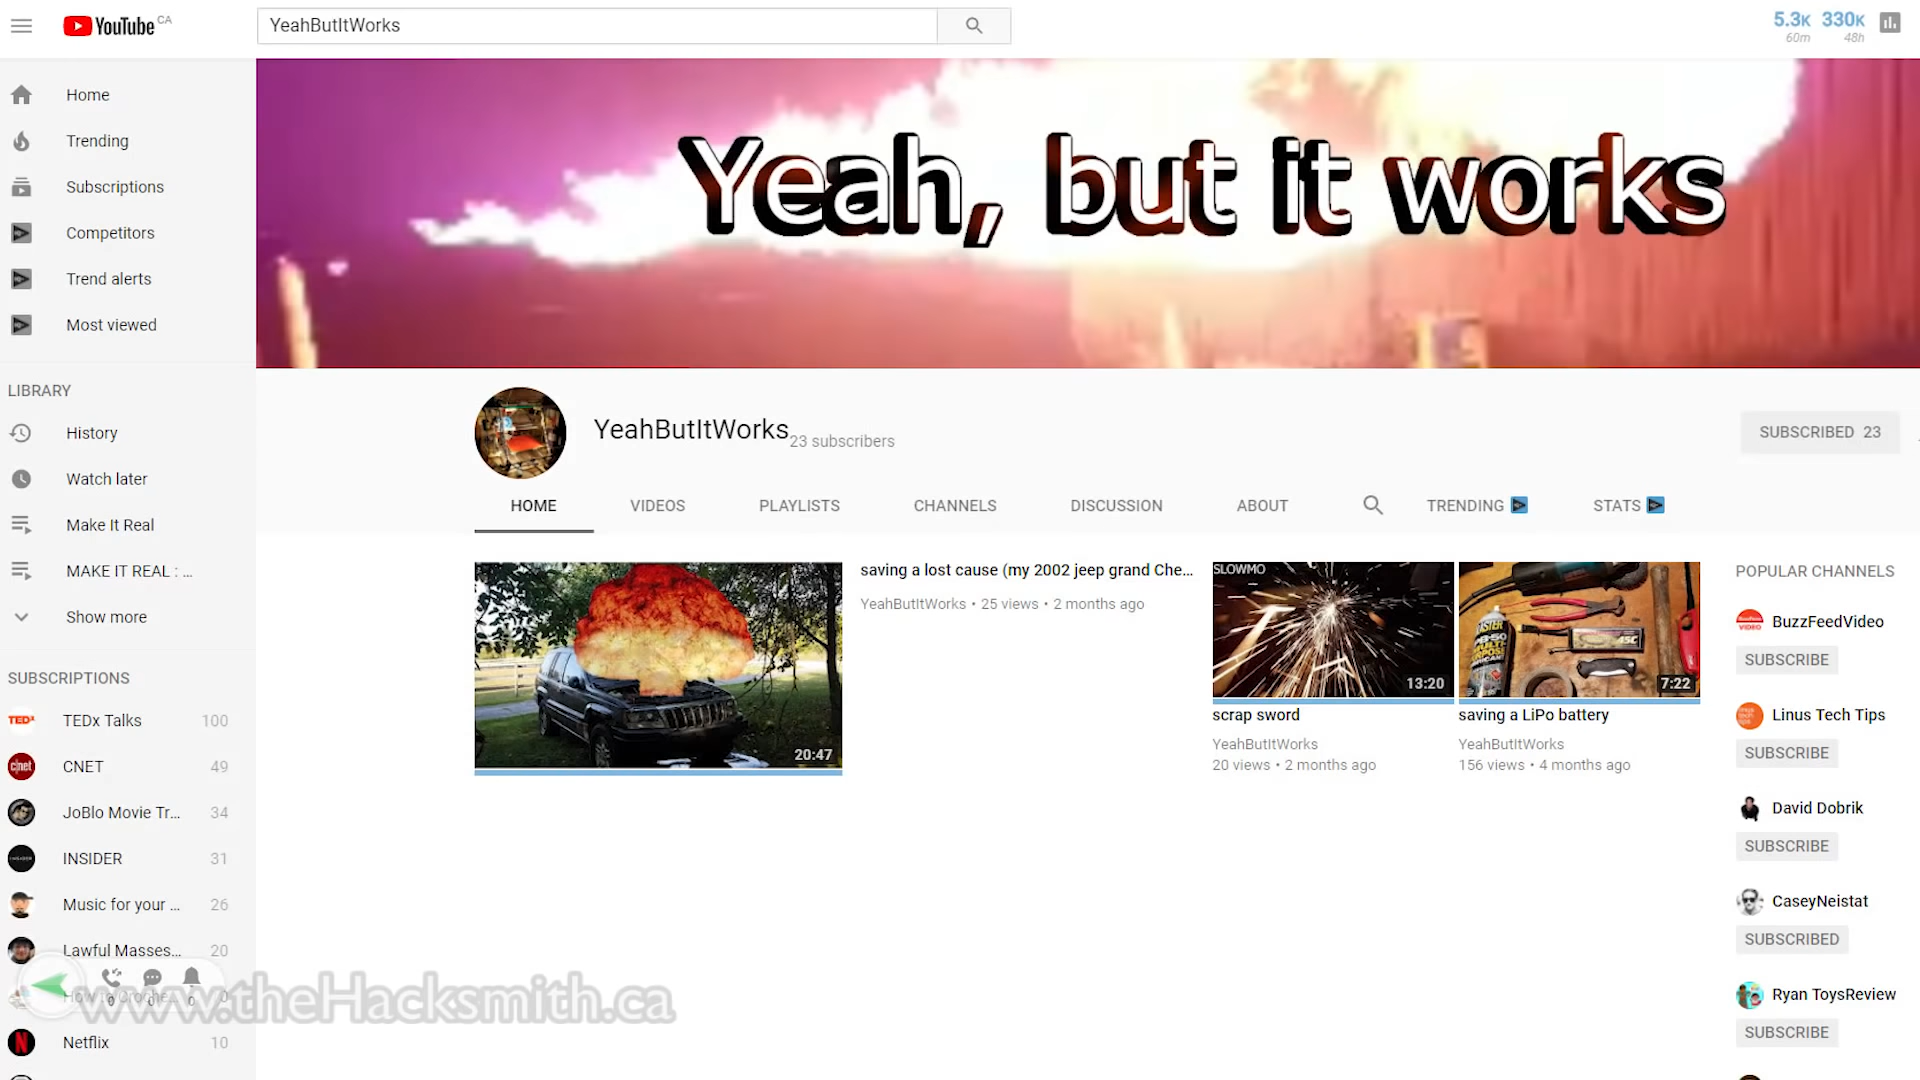 YouTube CA
YeahButItWorks
5.3K 330K
60m 48h
Home
Trending
Subscriptions
Competitors
Trend alerts
Most viewed
LIBRARY
History
Watch later
Make It Real
MAKE IT REAL : ...
Show more
SUBSCRIPTIONS
TEDx Talks 100
CNET 49
JoBlo Movie Tr... 34
INSIDER 31
Music for your ... 26
Lawful Masses... 20
How to Croche... 0
0 0 0
Netflix 10
www.theHacksmith.ca
Yeah, but it works
YeahButItWorks 23 subscribers
SUBSCRIBED 23
HOME VIDEOS PLAYLISTS CHANNELS DISCUSSION ABOUT TRENDING STATS
20:47
saving a lost cause (my 2002 jeep grand Che...
YeahButItWorks • 25 views • 2 months ago
SLOWMO
13:20
scrap sword
YeahButItWorks
20 views • 2 months ago
7:22
saving a LiPo battery
YeahButItWorks
156 views • 4 months ago
POPULAR CHANNELS
BuzzFeedVideo
SUBSCRIBE
Linus Tech Tips
SUBSCRIBE
David Dobrik
SUBSCRIBE
CaseyNeistat
SUBSCRIBED
Ryan ToysReview
SUBSCRIBE